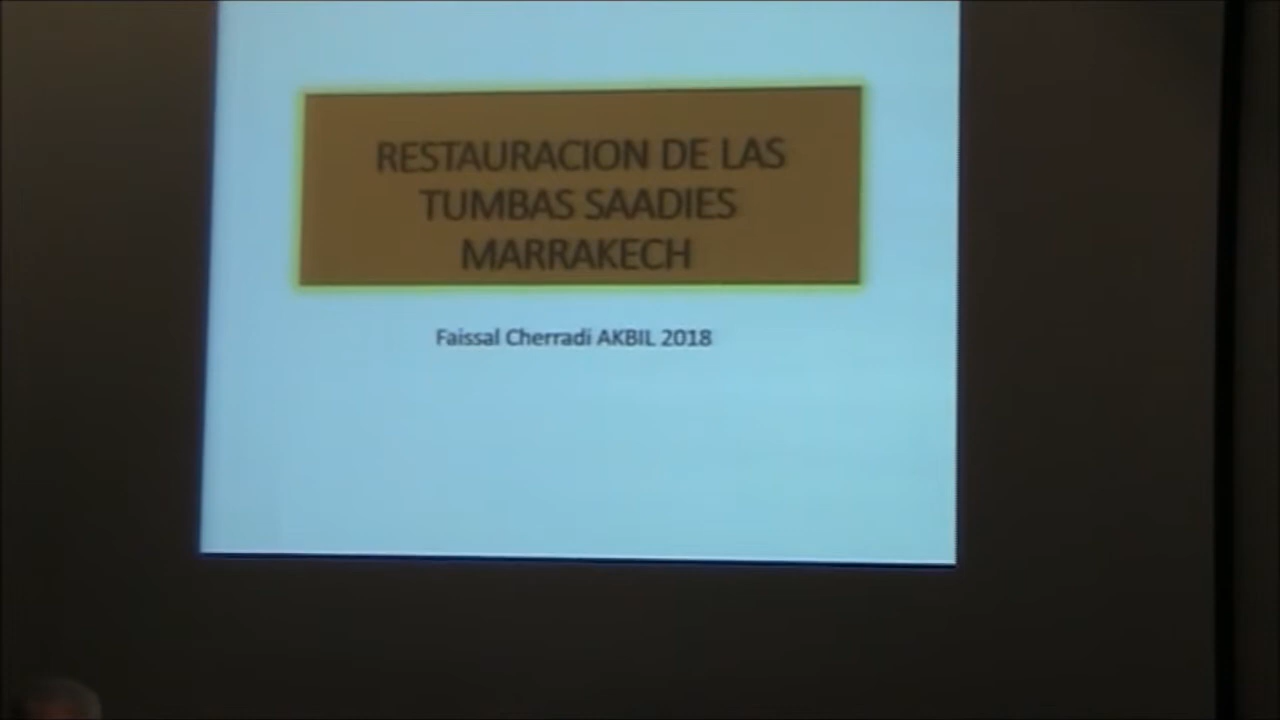 RESTAURACION DE LAS
TUMBAS SAADIES
MARRAKECH
Faissal Cherradi AKBIL 2018